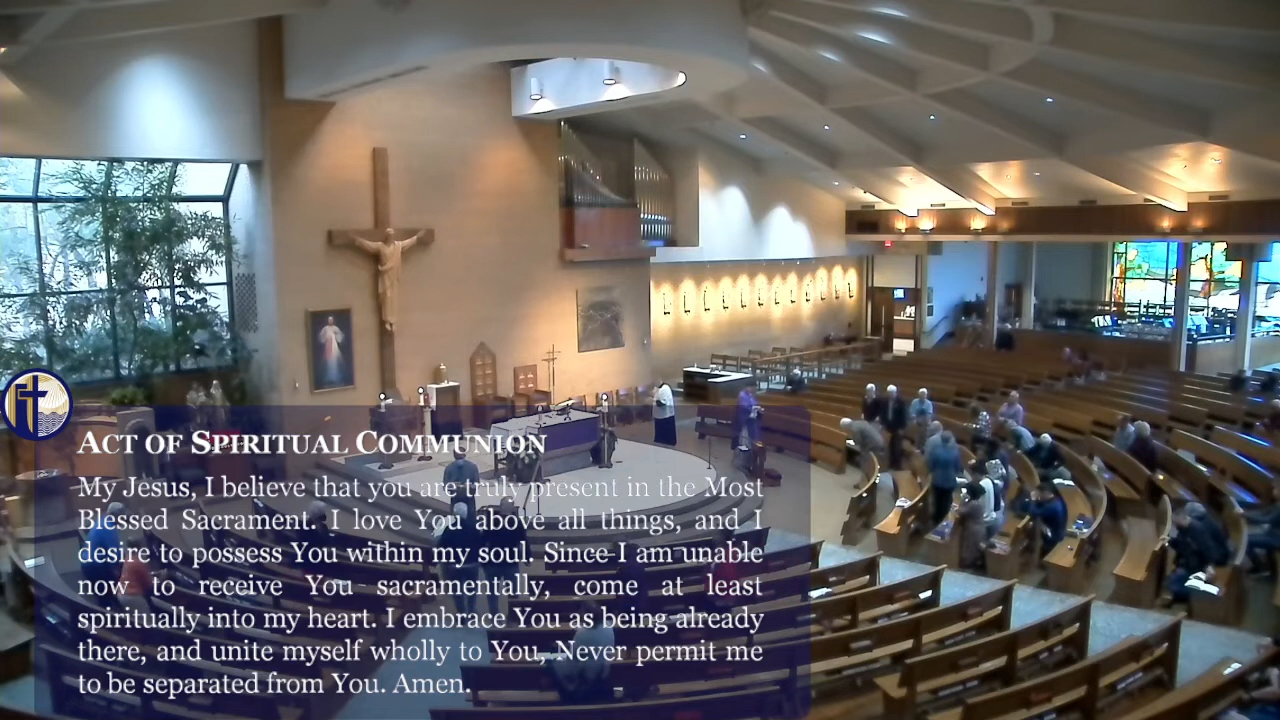 ACT OF SPIRITUAL COMMUNION
My Jesus, I believe that you are truly present in the Most
Blessed Sacrament. I love You above all things, and I
desire to possess You within my soul. Since I am unable
now to receive You sacramentally, come at least
spiritually into my heart. I embrace You as being already
there, and unite myself wholly to You, Never permit me
to be separated from You. Amen.